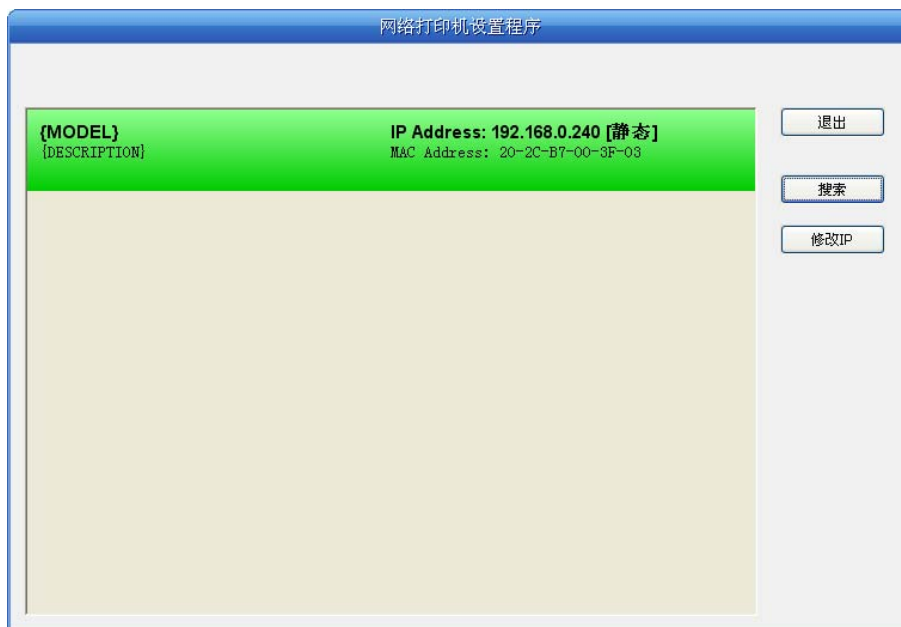 网络打印机设置程序
{MODEL}
{DESCRIPTION}
IP Address: 192.168.0.240 [静态]
MAC Address: 20-2C-B7-00-3F-03
退出
搜索
修改IP